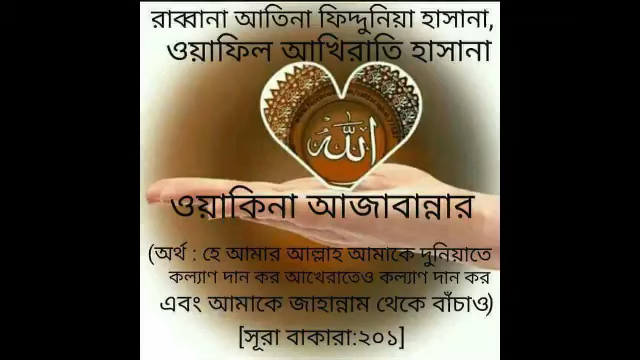 রাব্বানা আতিনা ফিদ্দুনিয়া হাসানা,
ওয়াফিল আখিরাতি হাসানা
الله
ওয়াকিনা আজাবান্নার
(অর্থ : হে আমার আল্লাহ আমাকে দুনিয়াতে
কল্যাণ দান কর আখেরাতেও কল্যাণ দান কর
এবং আমাকে জাহান্নাম থেকে বাঁচাও)
[সূরা বাকারা:২০১]